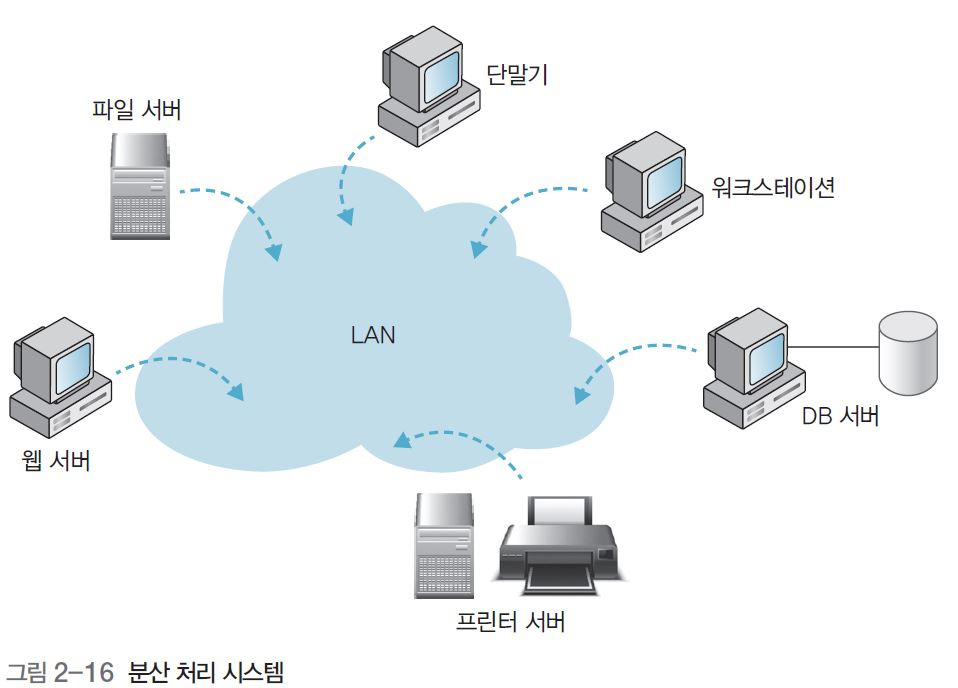 단말기
파일 서버
워크스테이션
LAN
DB 서버
웹 서버
프린터 서버
그림 2-16 분산 처리 시스템